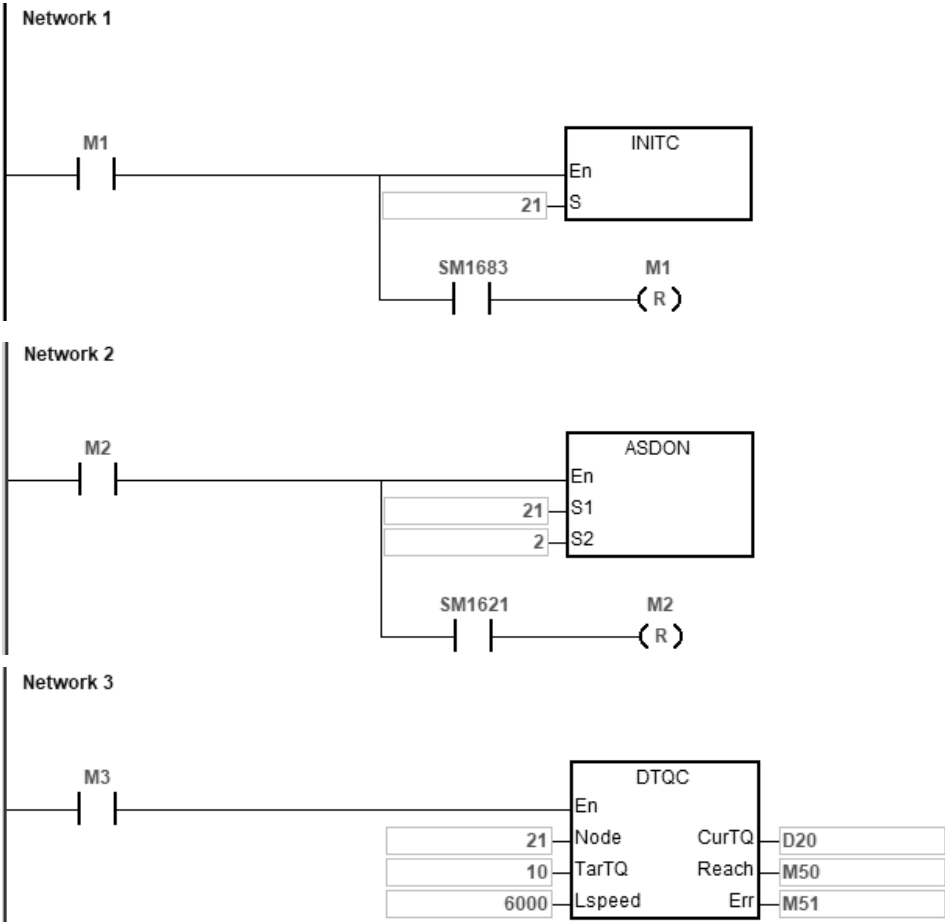 Network 1
M1
INITC
En
21 S
SM1683 M1
R
Network 2
M2
ASDON
En
21 S1
2 S2
SM1621 M2
R
Network 3
M3
DTQC
En
21 Node CurTQ D20
10 TarTQ Reach M50
6000 Lspeed Err M51